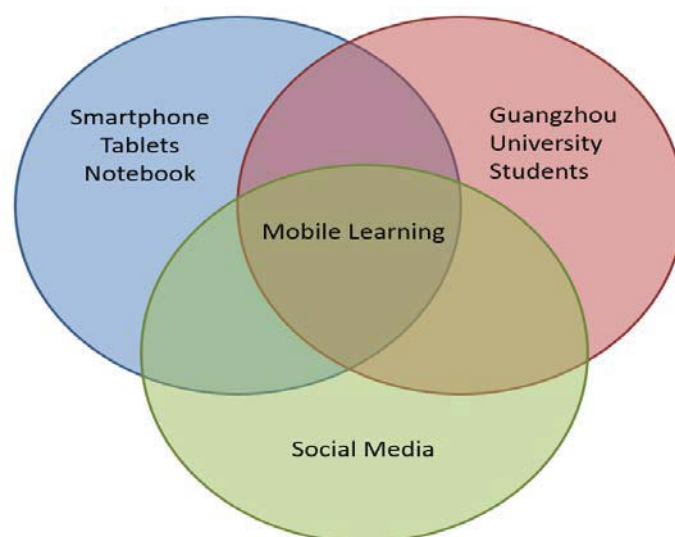 Smartphone
Tablets
Notebook
Guangzhou
University
Students
Mobile Learning
Social Media